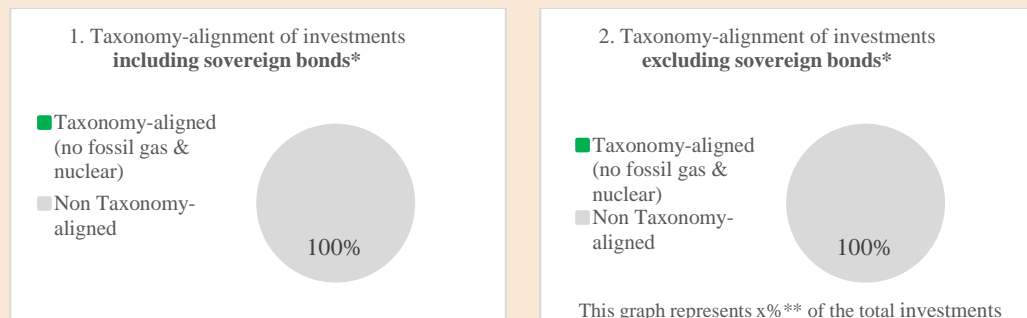 1. Taxonomy-alignment of investments
including sovereign bonds*
Taxonomy-aligned
(no fossil gas &
nuclear)
Non Taxonomy-
aligned
100%
2. Taxonomy-alignment of investments
excluding sovereign bonds*
Taxonomy-aligned
(no fossil gas &
nuclear)
Non Taxonomy-
aligned
100%
This graph represents x%** of the total investments